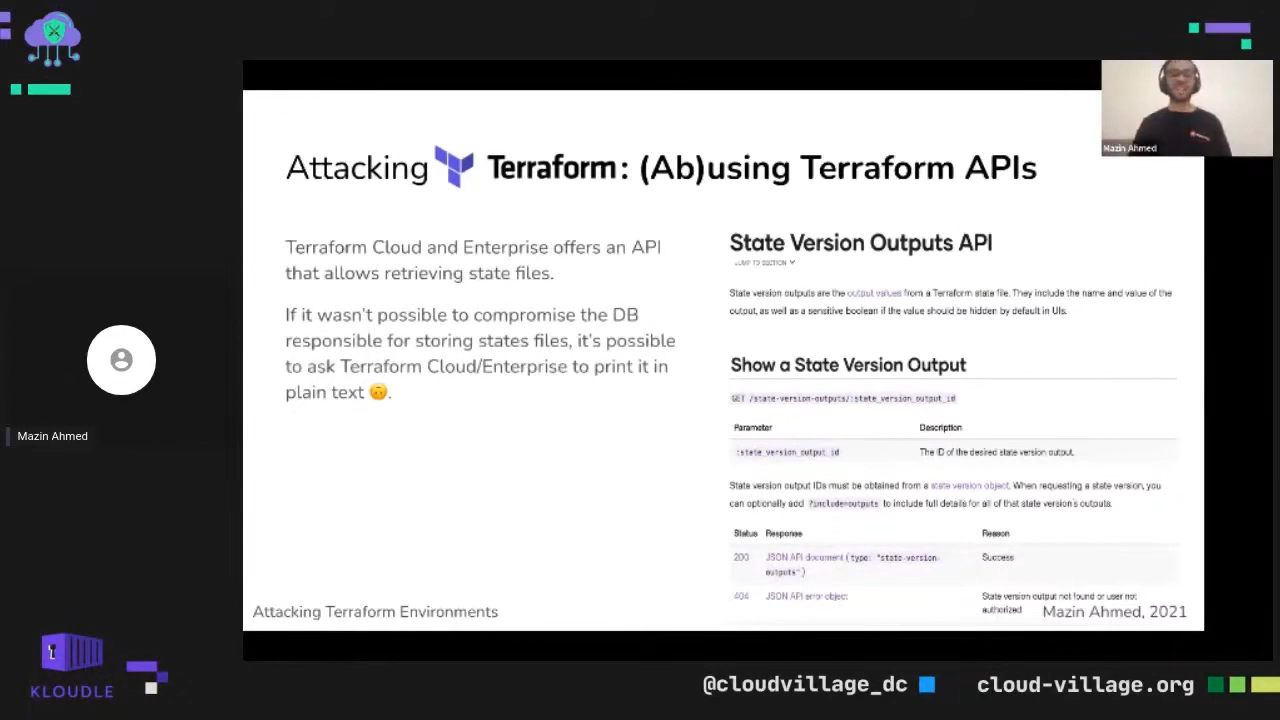 Mazin Ahmed
Attacking Terraform: (Ab)using Terraform APIs
Terraform Cloud and Enterprise offers an API
that allows retrieving state files.
If it wasn't possible to compromise the DB
responsible for storing states files, it's possible
to ask Terraform Cloud/Enterprise to print it in
plain text 🙃.
State Version Outputs API
JUMP TO SECTION
State version outputs are the output values from a Terraform state file. They include the name and value of the
output, as well as a sensitive boolean if the value should be hidden by default in UIs.
Show a State Version Output
GET /state-version-outputs/:state_version_output_id
Parameter Description
:state_version_output_id The ID of the desired state version output.
State version output IDs must be obtained from a state version object. When requesting a state version, you
can optionally add ?include=outputs to include full details for all of that state version's outputs.
Status Response Reason
200 JSON API document (type: "state-version-
outputs") Success
404 JSON API error object State version output not found or user not
authorized
Attacking Terraform Environments
Mazin Ahmed, 2021
Mazin Ahmed
KLOUDLE
@cloudvillage_dc
cloud-village.org